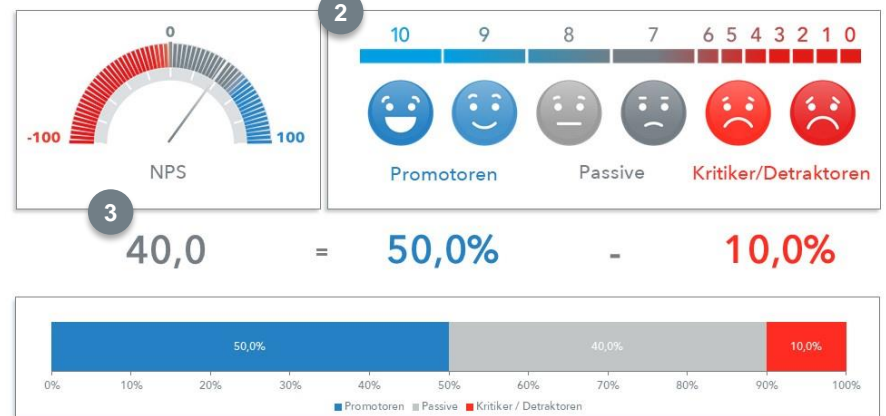 2
0
-100
100
NPS
10 9 8 7 6 5 4 3 2 1 0
Promotoren Passive Kritiker/Detraktoren
3
40,0 = 50,0% - 10,0%
50,0% 40,0% 10,0%
0% 10% 20% 30% 40% 50% 60% 70% 80% 90% 100%
Promotoren Passive Kritiker / Detraktoren